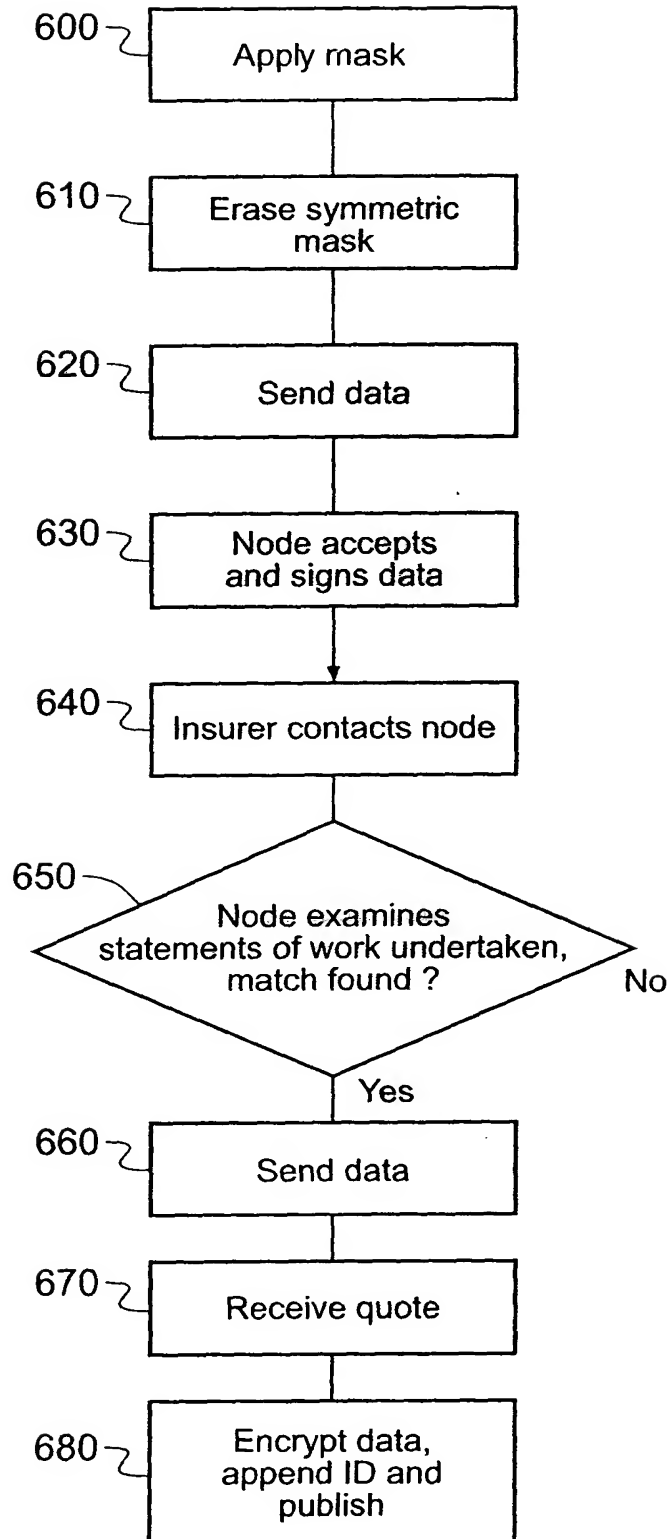 600
Apply mask
610
Erase symmetric
mask
620
Send data
630
Node accepts
and signs data
640
Insurer contacts node
650
Node examines
statements of work undertaken,
match found ?
No
Yes
660
Send data
670
Receive quote
680
Encrypt data,
append ID and
publish